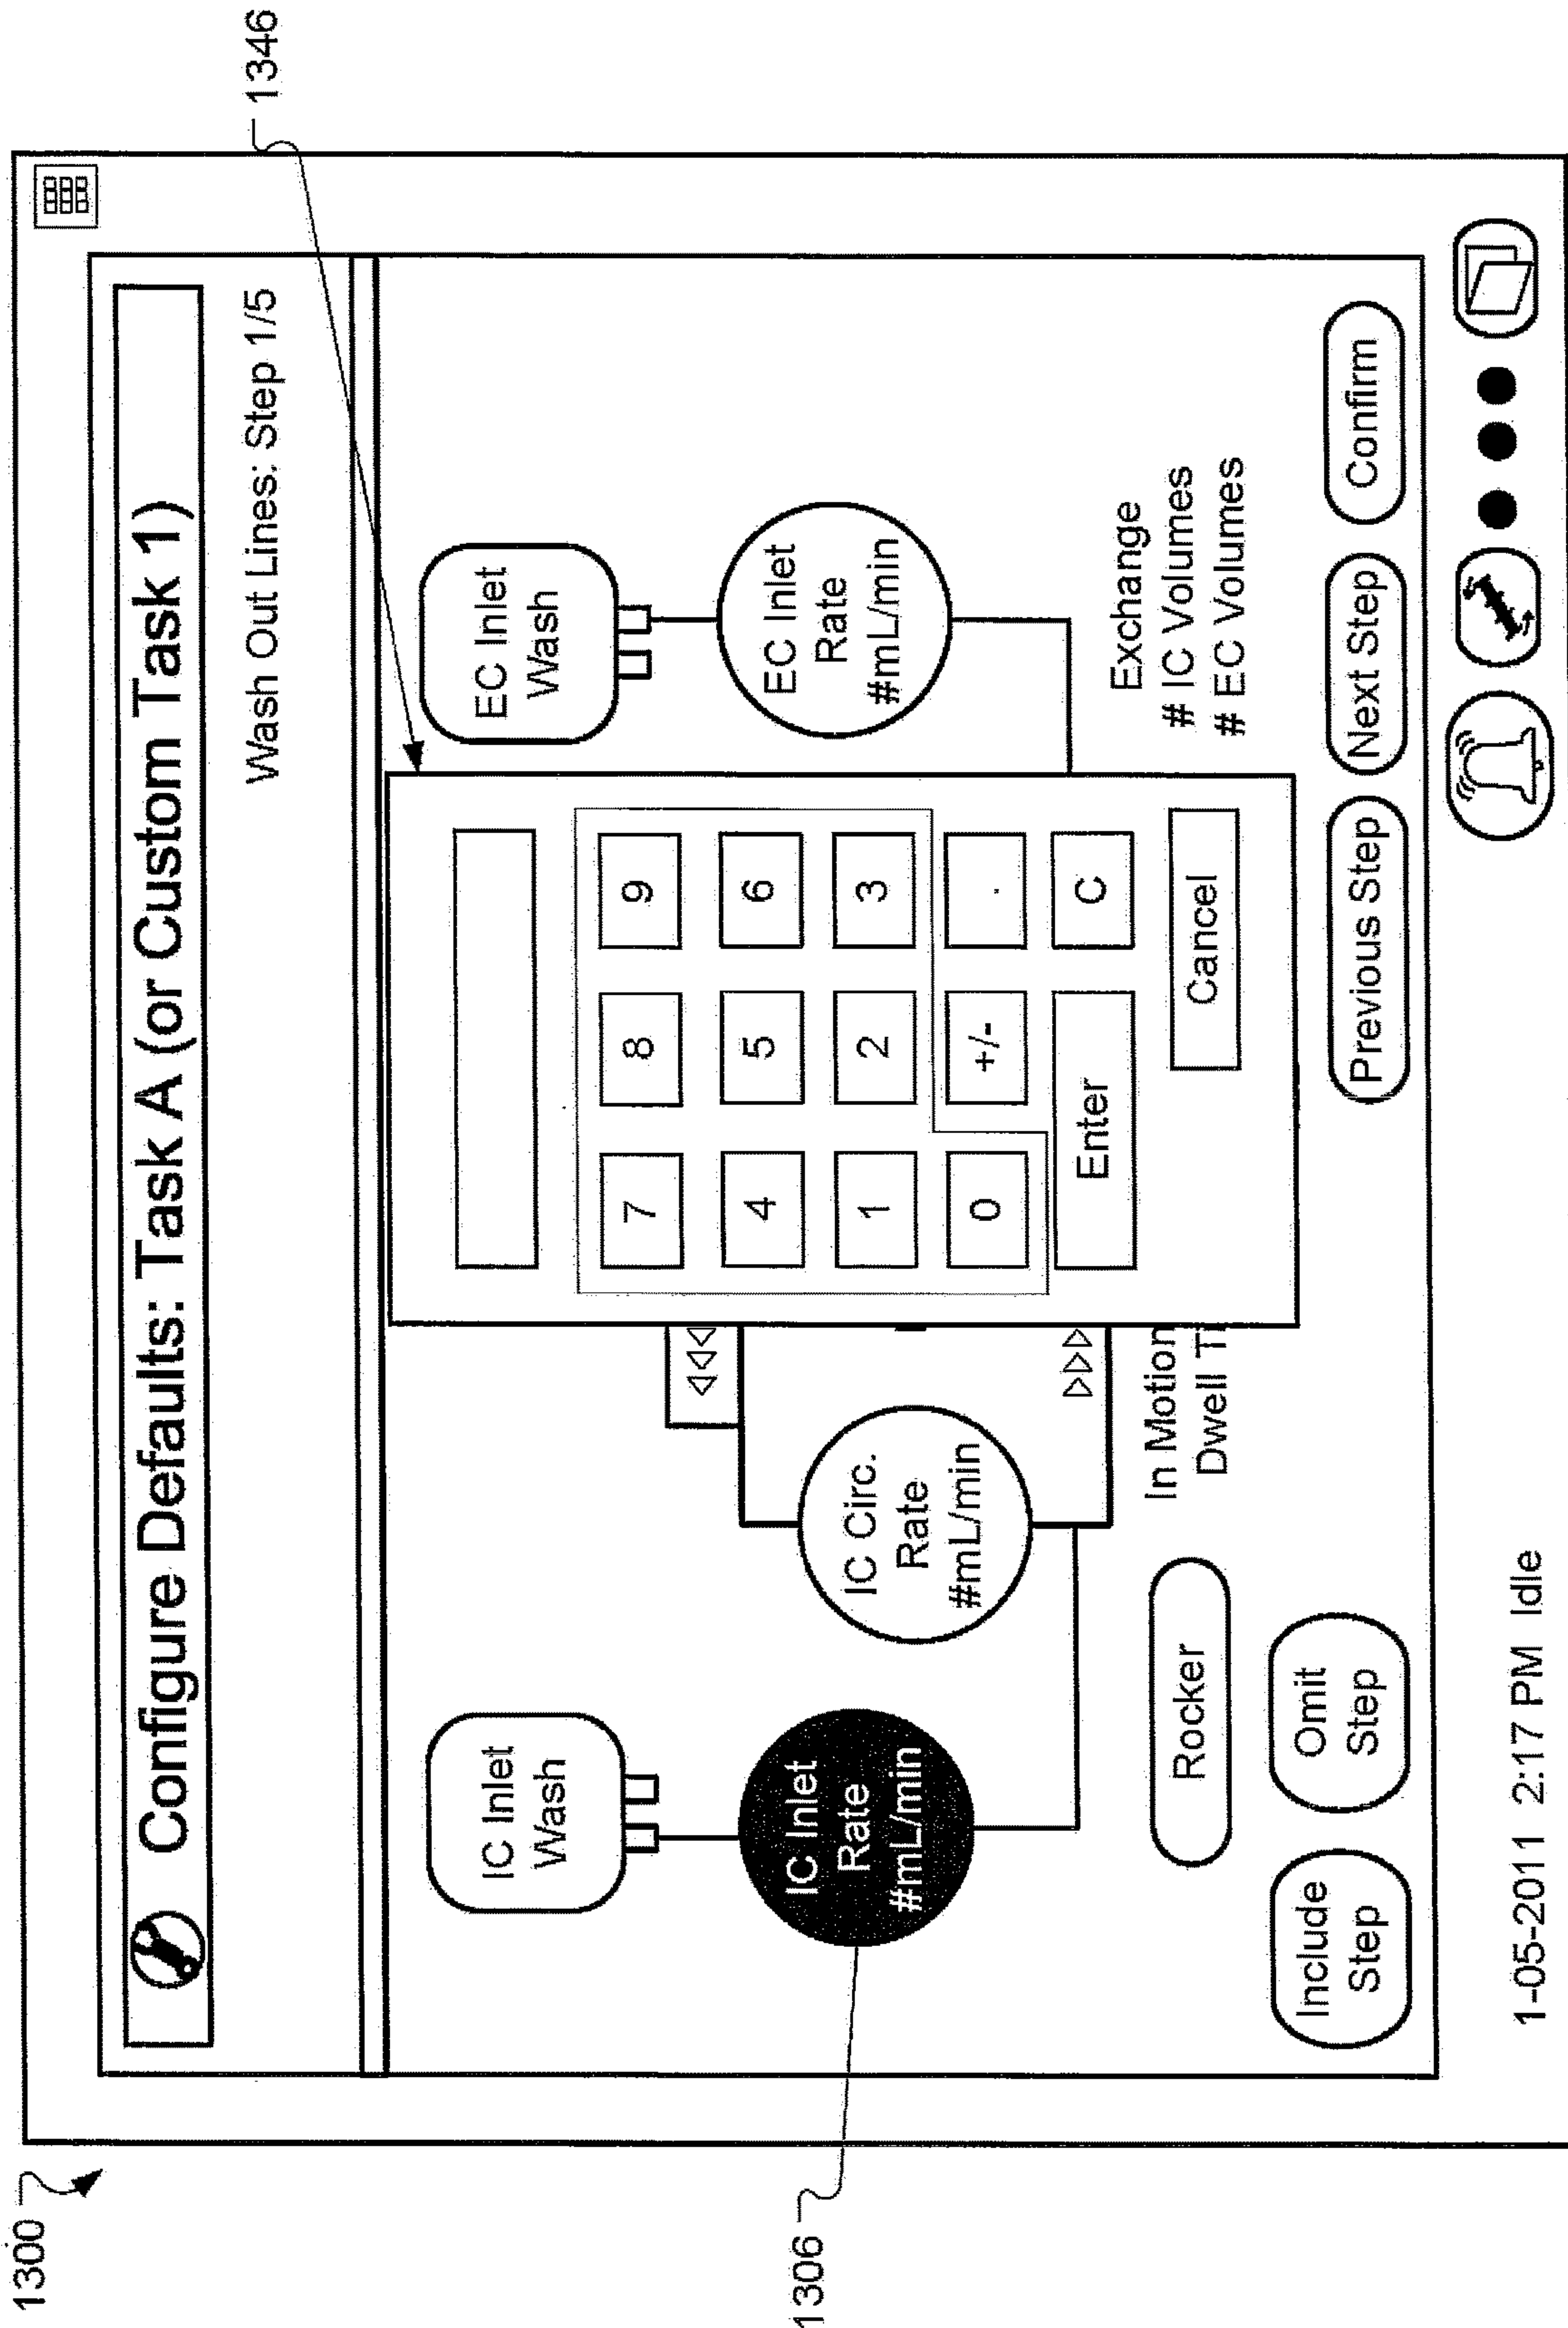 1300
Configure Defaults: Task A (or Custom Task 1)
Wash Out Lines: Step 1/5
1346
IC Inlet
Wash
EC Inlet
Wash
IC Inlet
Rate
#mL/min
1306
IC Circ.
Rate
#mL/min
EC Inlet
Rate
#mL/min
7 8 9
4 5 6
1 2 3
0 +/- .
Enter C
Cancel
In Motion
Dwell
Exchange
# IC Volumes
# EC Volumes
Rocker
Include
Step
Omit
Step
Previous Step
Next Step
Confirm
1-05-2011 2:17 PM Idle